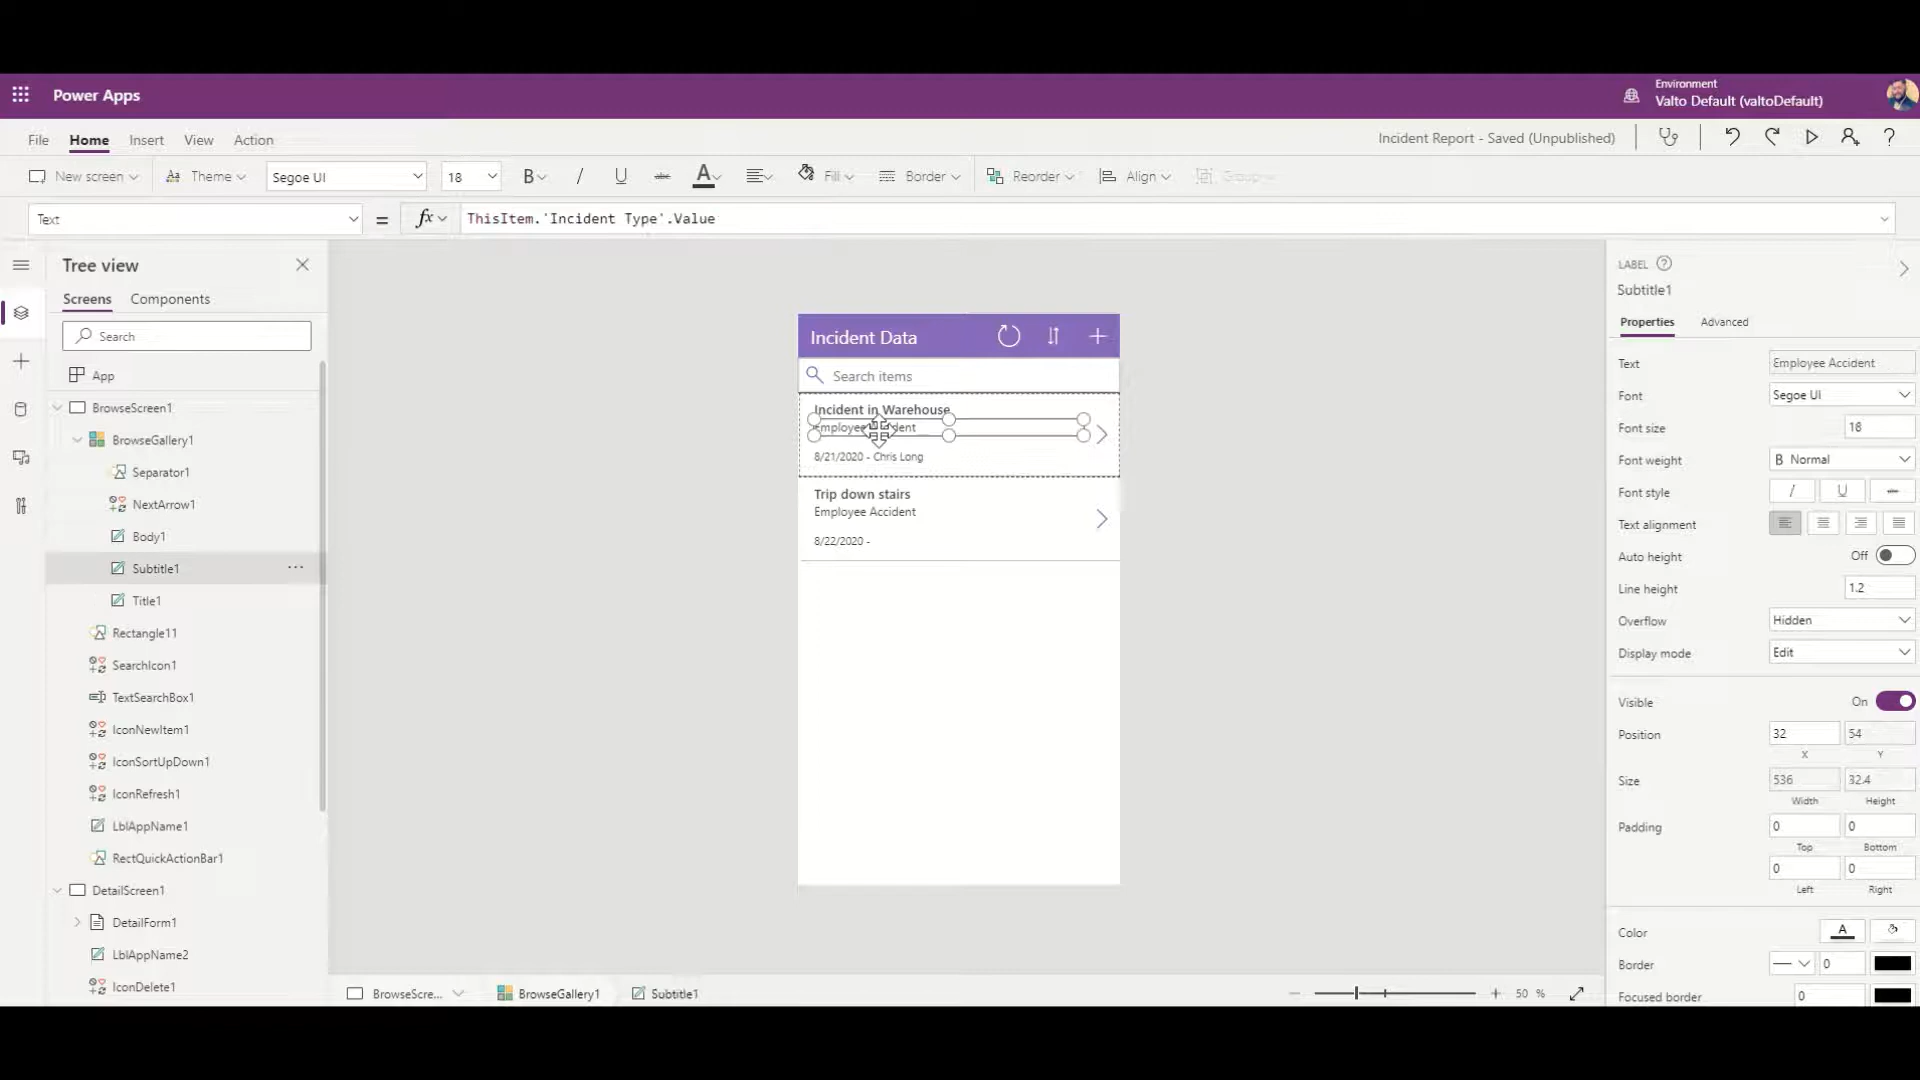 Power Apps
Environment
Valto Default (valtoDefault)
File Home Insert View Action
Incident Report - Saved (Unpublished)
New screen Theme Segoe UI 18 B / U abc A Fill Border Reorder Align Group
Text = fx ThisItem.'Incident Type'.Value
Tree view
Screens Components
Search
App
BrowseScreen1
BrowseGallery1
Separator1
NextArrow1
Body1
Subtitle1
Title1
Rectangle11
SearchIcon1
TextSearchBox1
IconNewItem1
IconSortUpDown1
IconRefresh1
LblAppName1
RectQuickActionBar1
DetailScreen1
DetailForm1
LblAppName2
IconDelete1
Incident Data
Search items
Incident in Warehouse
8/21/2020 - Chris Long
Trip down stairs
Employee Accident
8/22/2020 -
BrowseScre... BrowseGallery1 Subtitle1
50 %
LABEL ?
Subtitle1
Properties Advanced
Text Employee Accident
Font Segoe UI
Font size 18
Font weight B Normal
Font style / U abc
Text alignment
Auto height Off
Line height 1.2
Overflow Hidden
Display mode Edit
Visible On
Position 32 54
X Y
Size 536 32.4
Width Height
Padding 0 0
Top Bottom
0 0
Left Right
Color A
Border 0
Focused border 0